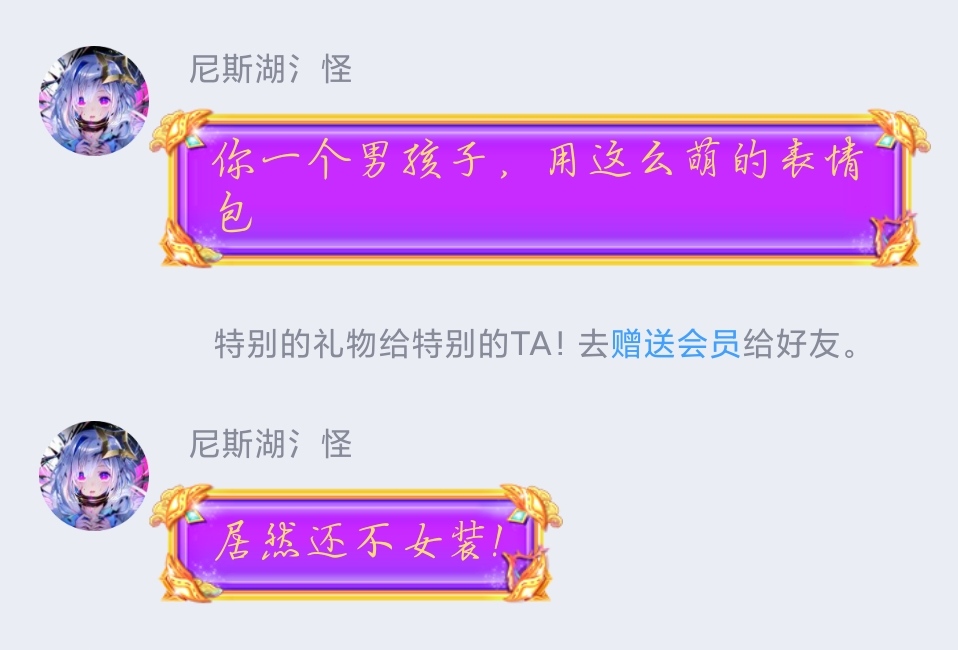 尼斯湖氵怪
你一个男孩子，用这么萌的表情
包
特别的礼物给特别的TA! 去赠送会员给好友。
尼斯湖氵怪
居然还不女装!